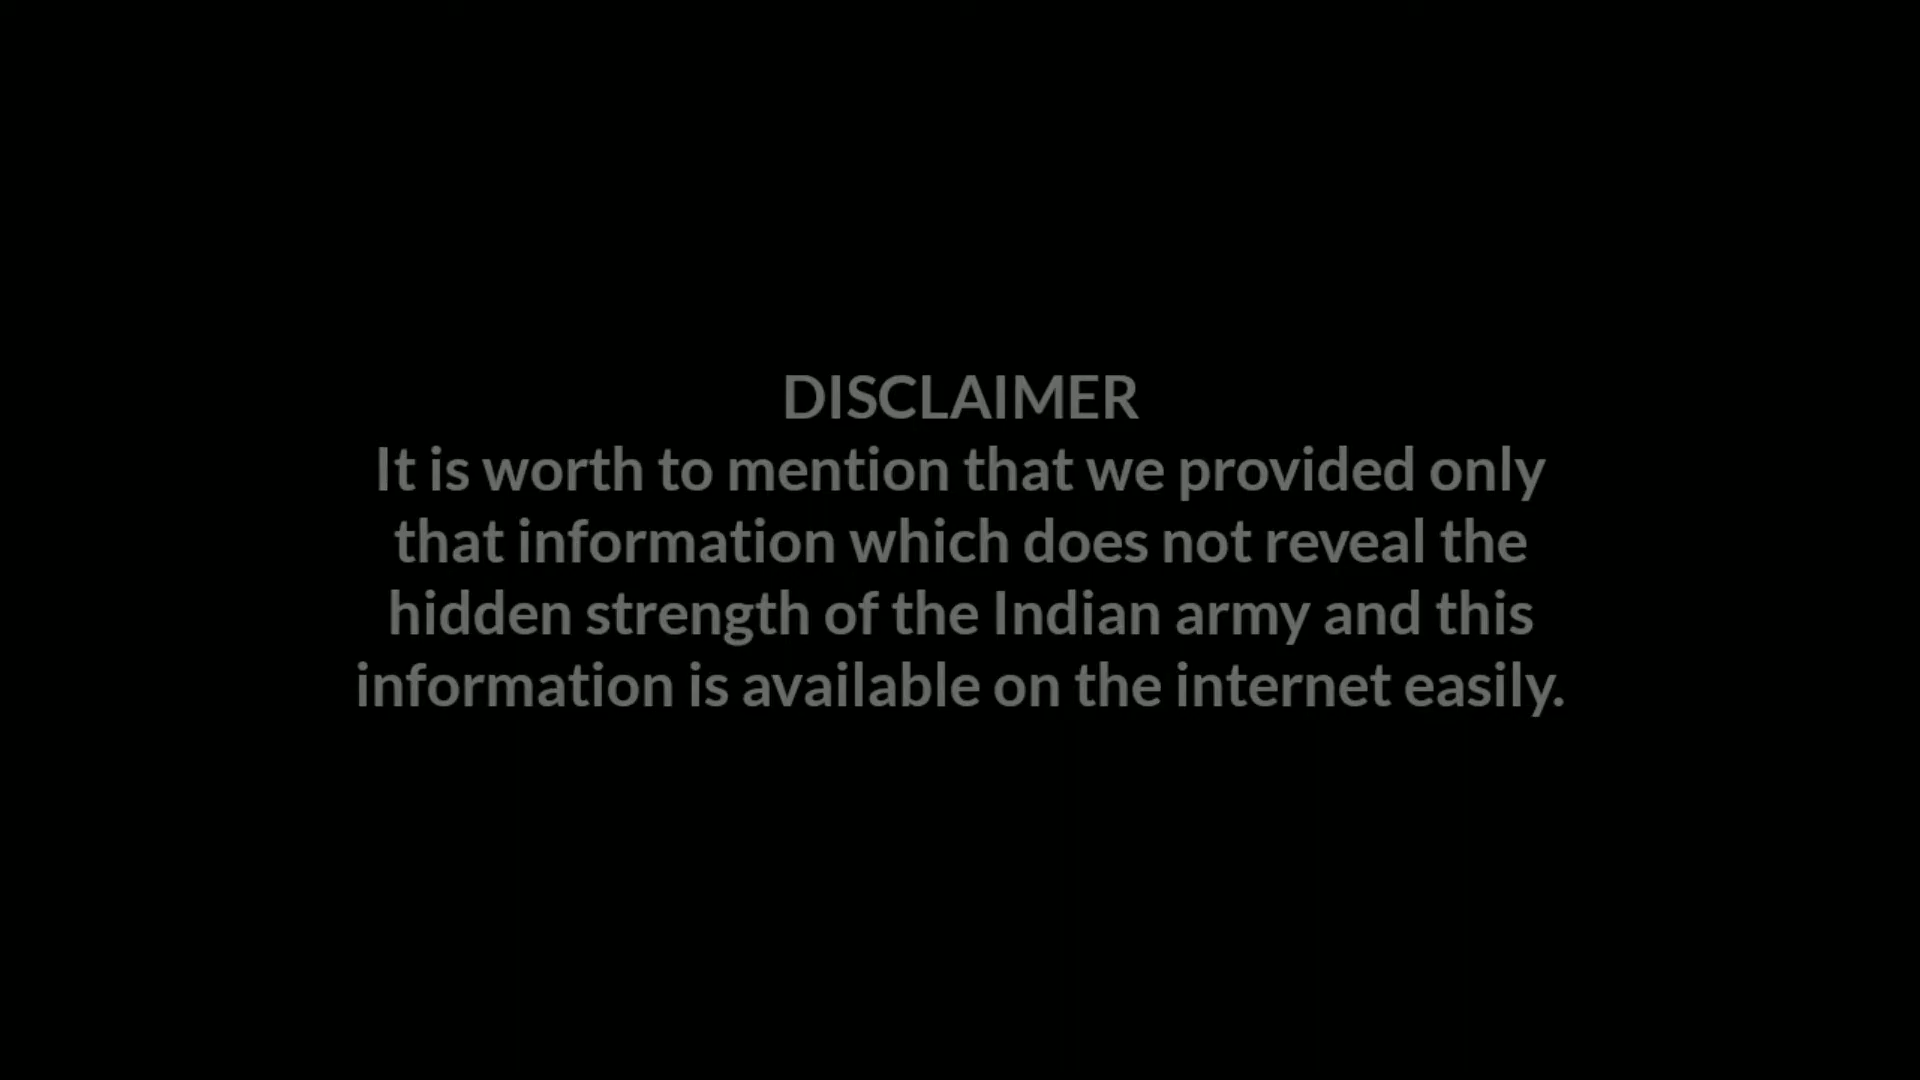 DISCLAIMER
It is worth to mention that we provided only
that information which does not reveal the
hidden strength of the Indian army and this
information is available on the internet easily.